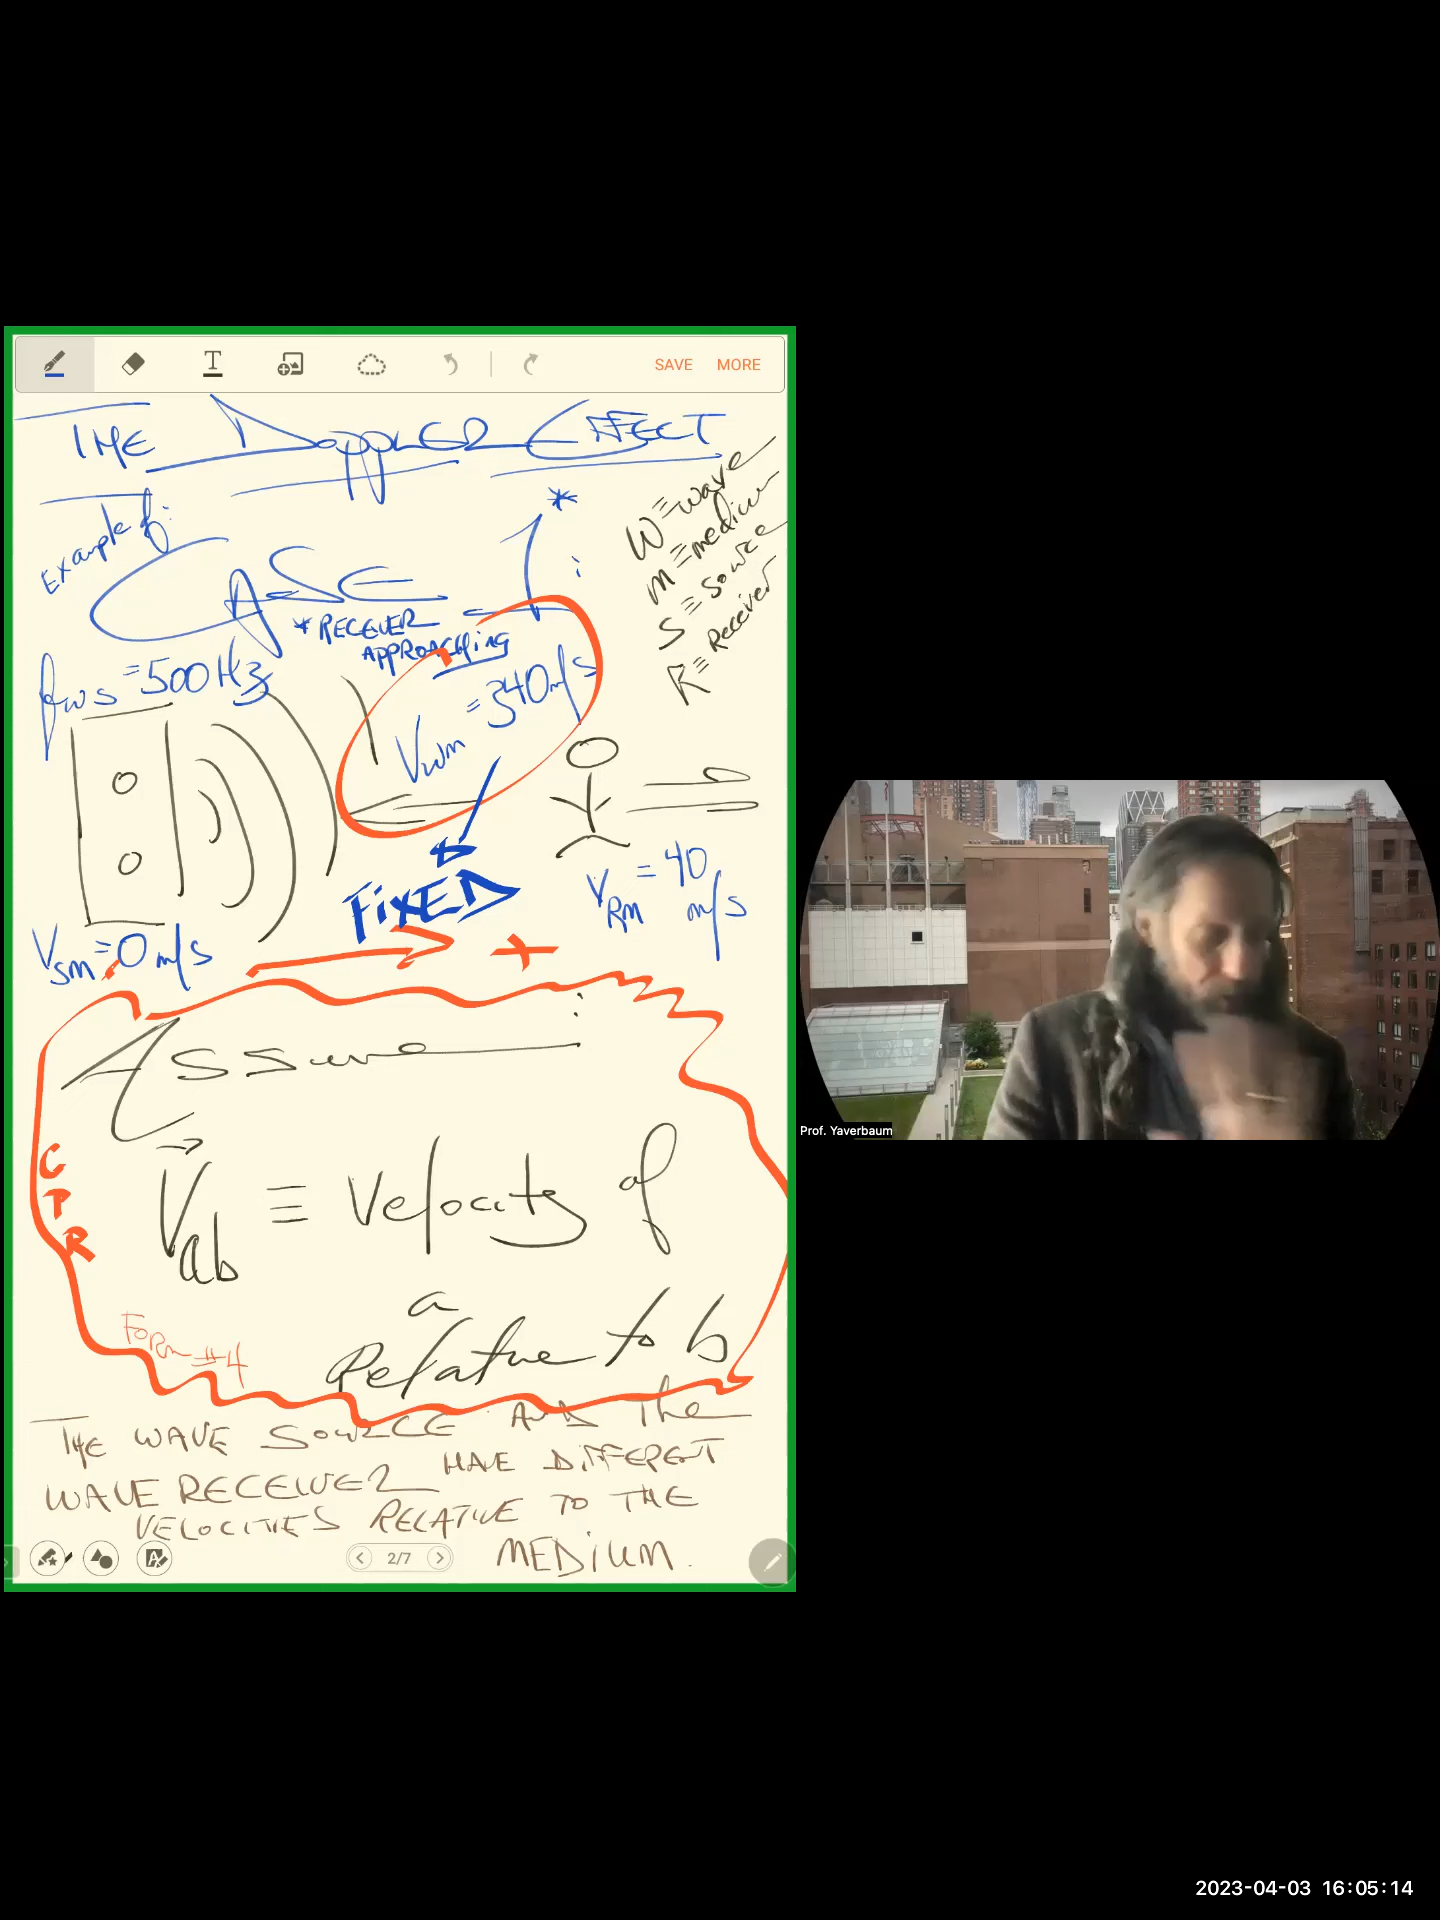 T
SAVE
MORE
THE DOPPLER EFFECT
Example of:
CASE 1* :
* RECEIVER
APPROACHING
W ≡ wave
m ≡ medium
S ≡ source
R ≡ Receiver
fws = 500 Hz
Vwm = 340 m/s
FIXED
VRm = 40 m/s
Vsm = 0 m/s
+
Assume :
CPR
Vab ≡ Velocity of
a
Relative to b
Form #4
THE WAVE SOURCE AND The
WAVE RECEIVER HAVE DIFFERENT
VELOCITIES RELATIVE TO THE
MEDIUM.
2/7
Prof. Yaverbaum
2023-04-03 16:05:14